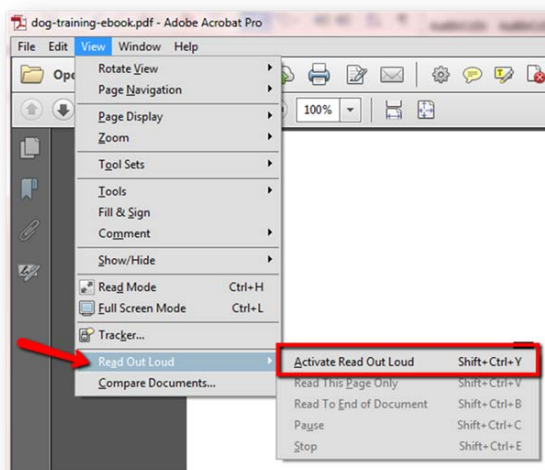 dog-training-ebook.pdf - Adobe Acrobat Pro
File Edit View Window Help
Ope
100%
Rotate View
Page Navigation
Page Display
Zoom
Tool Sets
Tools
Fill & Sign
Comment
Show/Hide
Read Mode Ctrl+H
Full Screen Mode Ctrl+L
Tracker...
Read Out Loud
Compare Documents...
Activate Read Out Loud Shift+Ctrl+Y
Read This Page Only Shift+Ctrl+V
Read To End of Document Shift+Ctrl+B
Pause Shift+Ctrl+C
Stop Shift+Ctrl+E